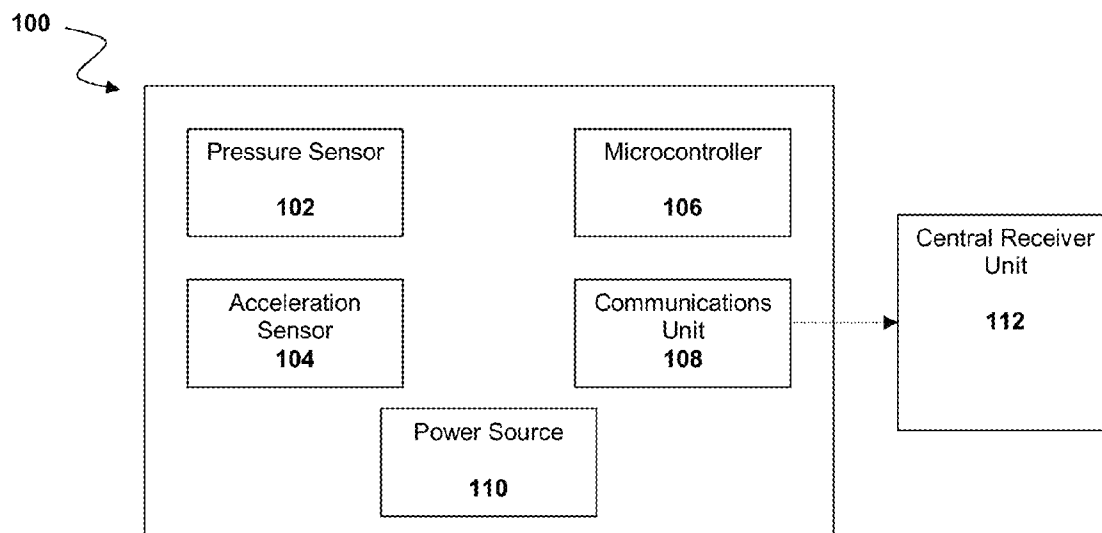 100
Pressure Sensor
102
Microcontroller
106
Acceleration
Sensor
104
Communications
Unit
108
Central Receiver
Unit
112
Power Source
110